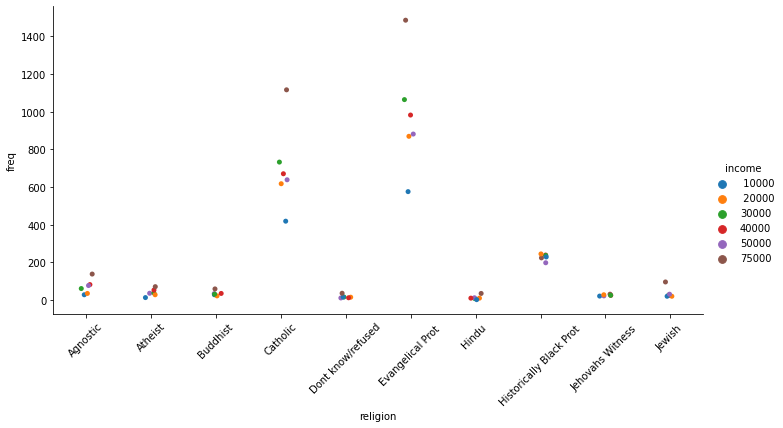 1400
1200
1000
800
600
400
200
0
freq
Agnostic
Atheist
Buddhist
Catholic
Dont know/refused
Evangelical Prot
Hindu
Historically Black Prot
Jehovahs Witness
Jewish
religion
income
10000
20000
30000
40000
50000
75000